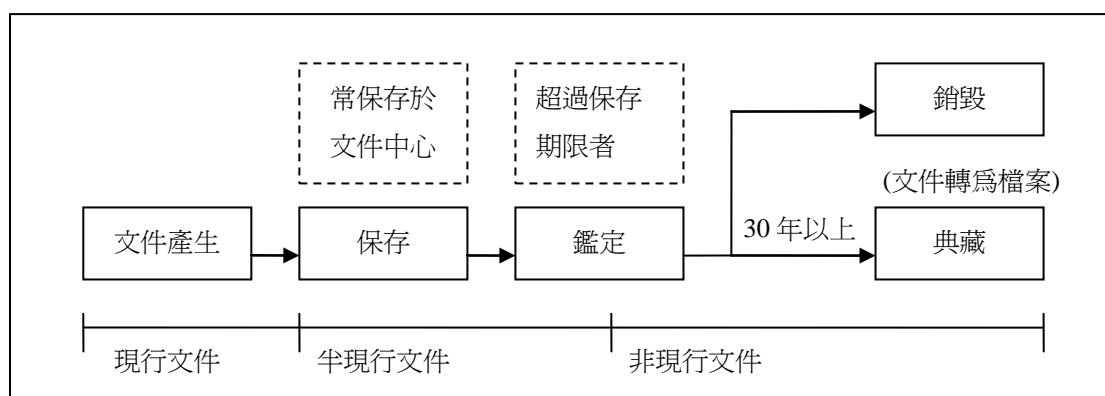 常保存於
文件中心
超過保存
期限者
銷毀
(文件轉爲檔案)
文件產生
保存
鑑定
30 年以上
典藏
現行文件
半現行文件
非現行文件